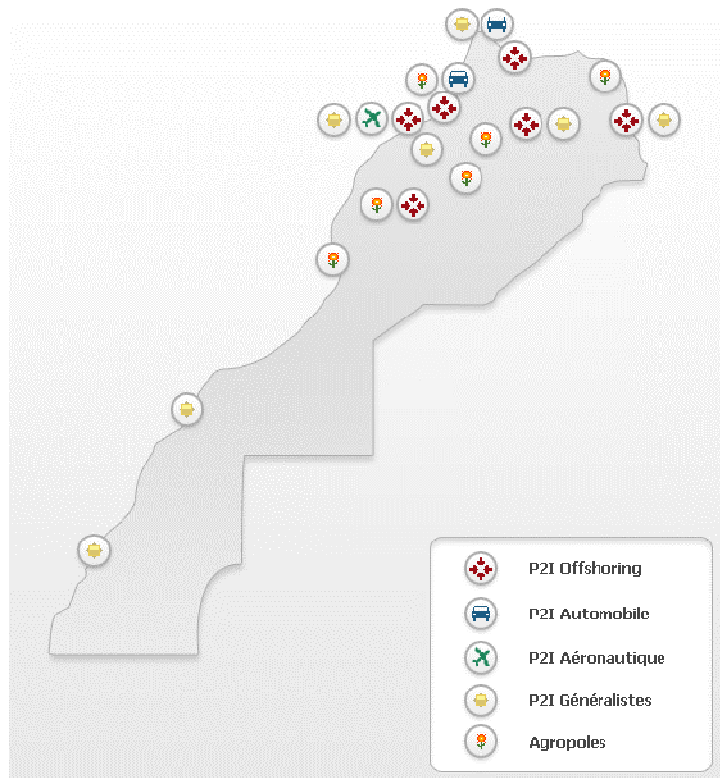 P2I Offshoring
P2I Automobile
P2I Aéronautique
P2I Généralistes
Agropoles